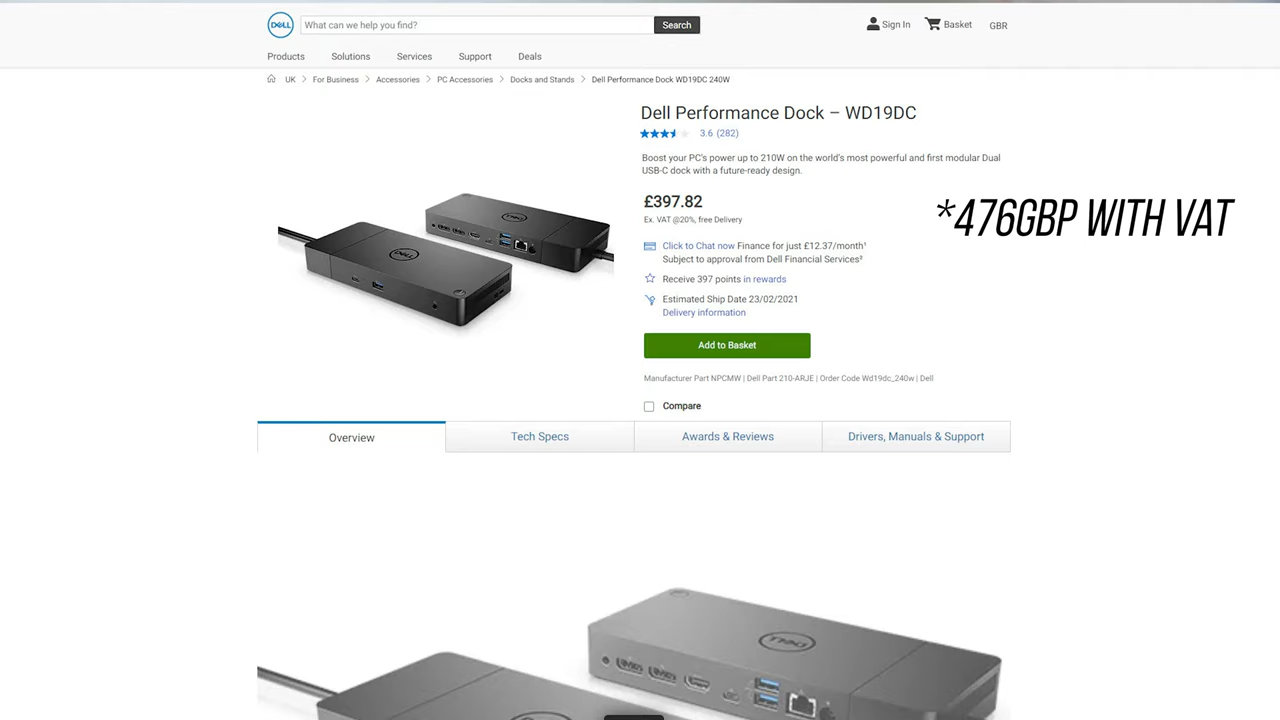 DELL
What can we help you find?
Search
Sign In
Basket
GBR
Products
Solutions
Services
Support
Deals
UK > For Business > Accessories > PC Accessories > Docks and Stands > Dell Performance Dock WD19DC 240W
Dell Performance Dock – WD19DC
3.6 (282)
Boost your PC's power up to 210W on the world's most powerful and first modular Dual
USB-C dock with a future-ready design.
£397.82
Ex. VAT @20%, free Delivery
*476GBP WITH VAT
Click to Chat now Finance for just £12.37/month¹
Subject to approval from Dell Financial Services²
Receive 397 points in rewards
Estimated Ship Date 23/02/2021
Delivery information
Add to Basket
Manufacturer Part NPCMW | Dell Part 210-ARJE | Order Code Wd19dc_240w | Dell
Compare
Overview
Tech Specs
Awards & Reviews
Drivers, Manuals & Support
DELL
DELL
DELL